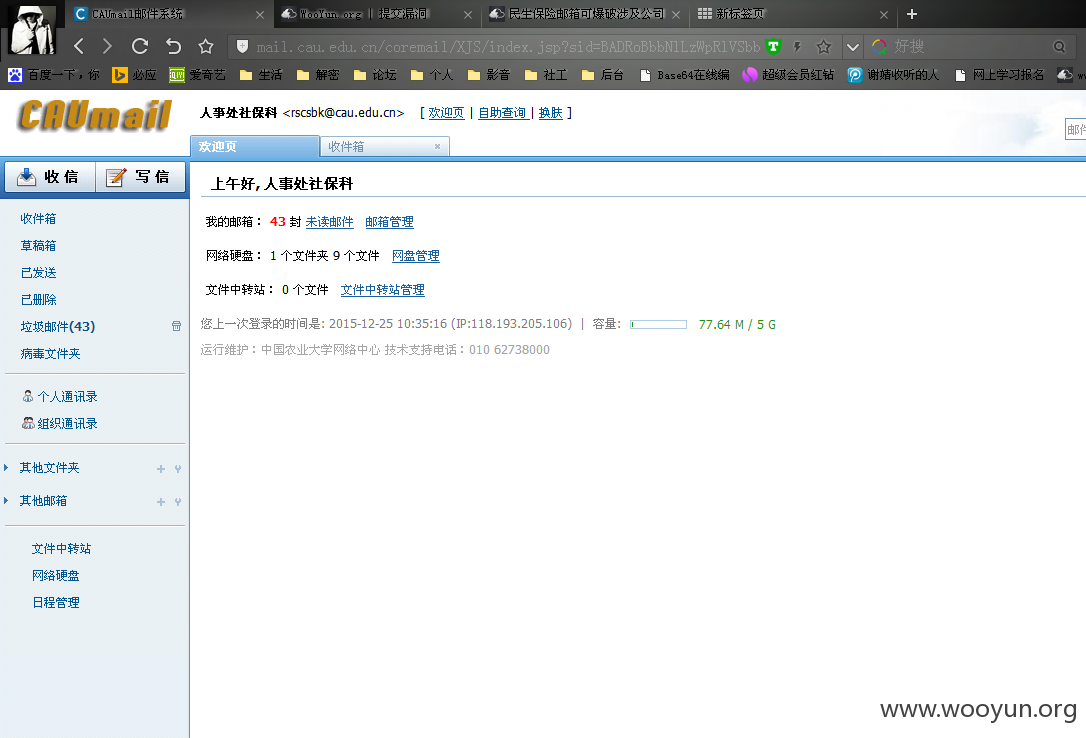 CAUmail邮件系统
WooYun.org | 提交漏洞
民生保险邮箱可爆破涉及公司
新标签页
mail.cau.edu.cn/coremail/XJS/index.jsp?sid=BADRoBbbNlLzWpRlVSbb
好搜
百度一下，你 必应 爱奇艺 生活 解密 论坛 个人 影音 社工 后台 Base64在线编 超级会员红钻 谢婧收听的人 网上学习报名
CAUmail
人事处社保科 <rscsbk@cau.edu.cn> [ 欢迎页 | 自助查询 | 换肤 ]
邮件
欢迎页 收件箱
收 信 写 信
上午好,人事处社保科
我的邮箱： 43 封 未读邮件 邮箱管理
网络硬盘： 1 个文件夹 9 个文件 网盘管理
文件中转站： 0 个文件 文件中转站管理
您上一次登录的时间是: 2015-12-25 10:35:16 (IP:118.193.205.106) | 容量: 77.64 M / 5 G
运行维护：中国农业大学网络中心 技术支持电话：010 62738000
收件箱
草稿箱
已发送
已删除
垃圾邮件(43)
病毒文件夹
个人通讯录
组织通讯录
其他文件夹
其他邮箱
文件中转站
网络硬盘
日程管理
www.wooyun.org